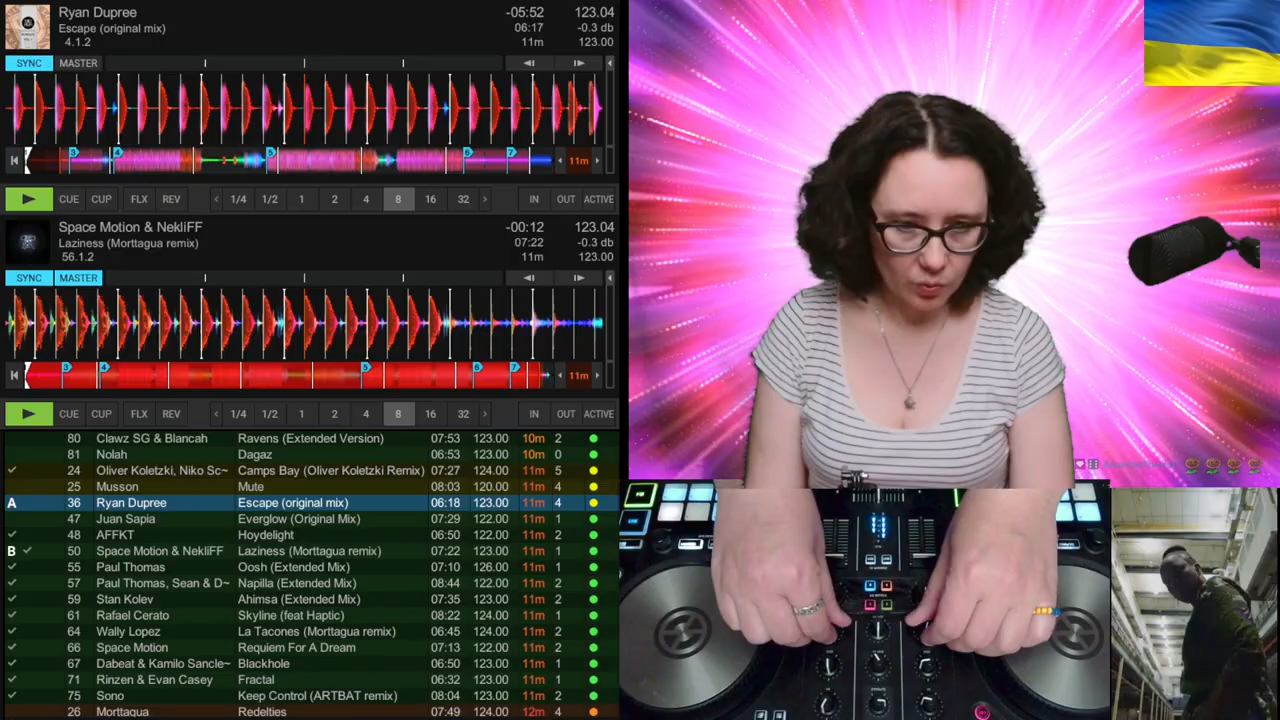 Ryan Dupree -05:52 123.04
Escape (original mix) 06:17 -0.3 db
4.1.2 11m 123.00
SYNC MASTER
3 4 5 6 7 11m
CUE CUP FLX REV 1/4 1/2 1 2 4 8 16 32 IN OUT ACTIVE
Space Motion & NekliFF -00:12 123.04
Laziness (Morttagua remix) 07:22 -0.3 db
56.1.2 11m 123.00
SYNC MASTER
3 4 5 6 7 11m
CUE CUP FLX REV 1/4 1/2 1 2 4 8 16 32 IN OUT ACTIVE
80 Clawz SG & Blancah Ravens (Extended Version) 07:53 123.00 10m 2
81 Nolah Dagaz 06:53 123.00 10m 0
24 Oliver Koletzki, Niko Sc~ Camps Bay (Oliver Koletzki Remix) 07:27 124.00 11m 5
25 Musson Mute 08:03 120.00 11m 4
A 36 Ryan Dupree Escape (original mix) 06:18 123.00 11m 4
47 Juan Sapia Everglow (Original Mix) 07:29 122.00 11m 1
48 AFFKT Hoydelight 06:50 122.00 11m 2
B 50 Space Motion & NekliFF Laziness (Morttagua remix) 07:22 123.00 11m 1
55 Paul Thomas Oosh (Extended Mix) 07:10 126.00 11m 1
57 Paul Thomas, Sean & D~ Napilla (Extended Mix) 08:44 122.00 11m 2
59 Stan Kolev Ahimsa (Extended Mix) 07:35 122.00 11m 2
61 Rafael Cerato Skyline (feat Haptic) 08:22 124.00 11m 1
64 Wally Lopez La Tacones (Morttagua remix) 06:45 124.00 11m 2
66 Space Motion Requiem For A Dream 07:13 122.00 11m 2
67 Dabeat & Kamilo Sancle~ Blackhole 06:50 123.00 11m 1
71 Rinzen & Evan Casey Fractal 06:32 123.00 11m 1
75 Sono Keep Control (ARTBAT remix) 08:04 123.00 11m 2
26 Morttagua Redelties 07:49 124.00 12m 4